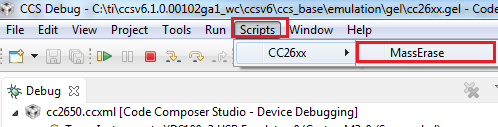 CCS Debug - C:\ti\ccsv6.1.0.00102ga1_wc\ccsv6\ccs_base\emulation\gel\cc26xx.gel - Code
File Edit View Project Tools Run Scripts Window Help
CC26xx MassErase
Debug
cc2650.ccxml [Code Composer Studio - Device Debugging]